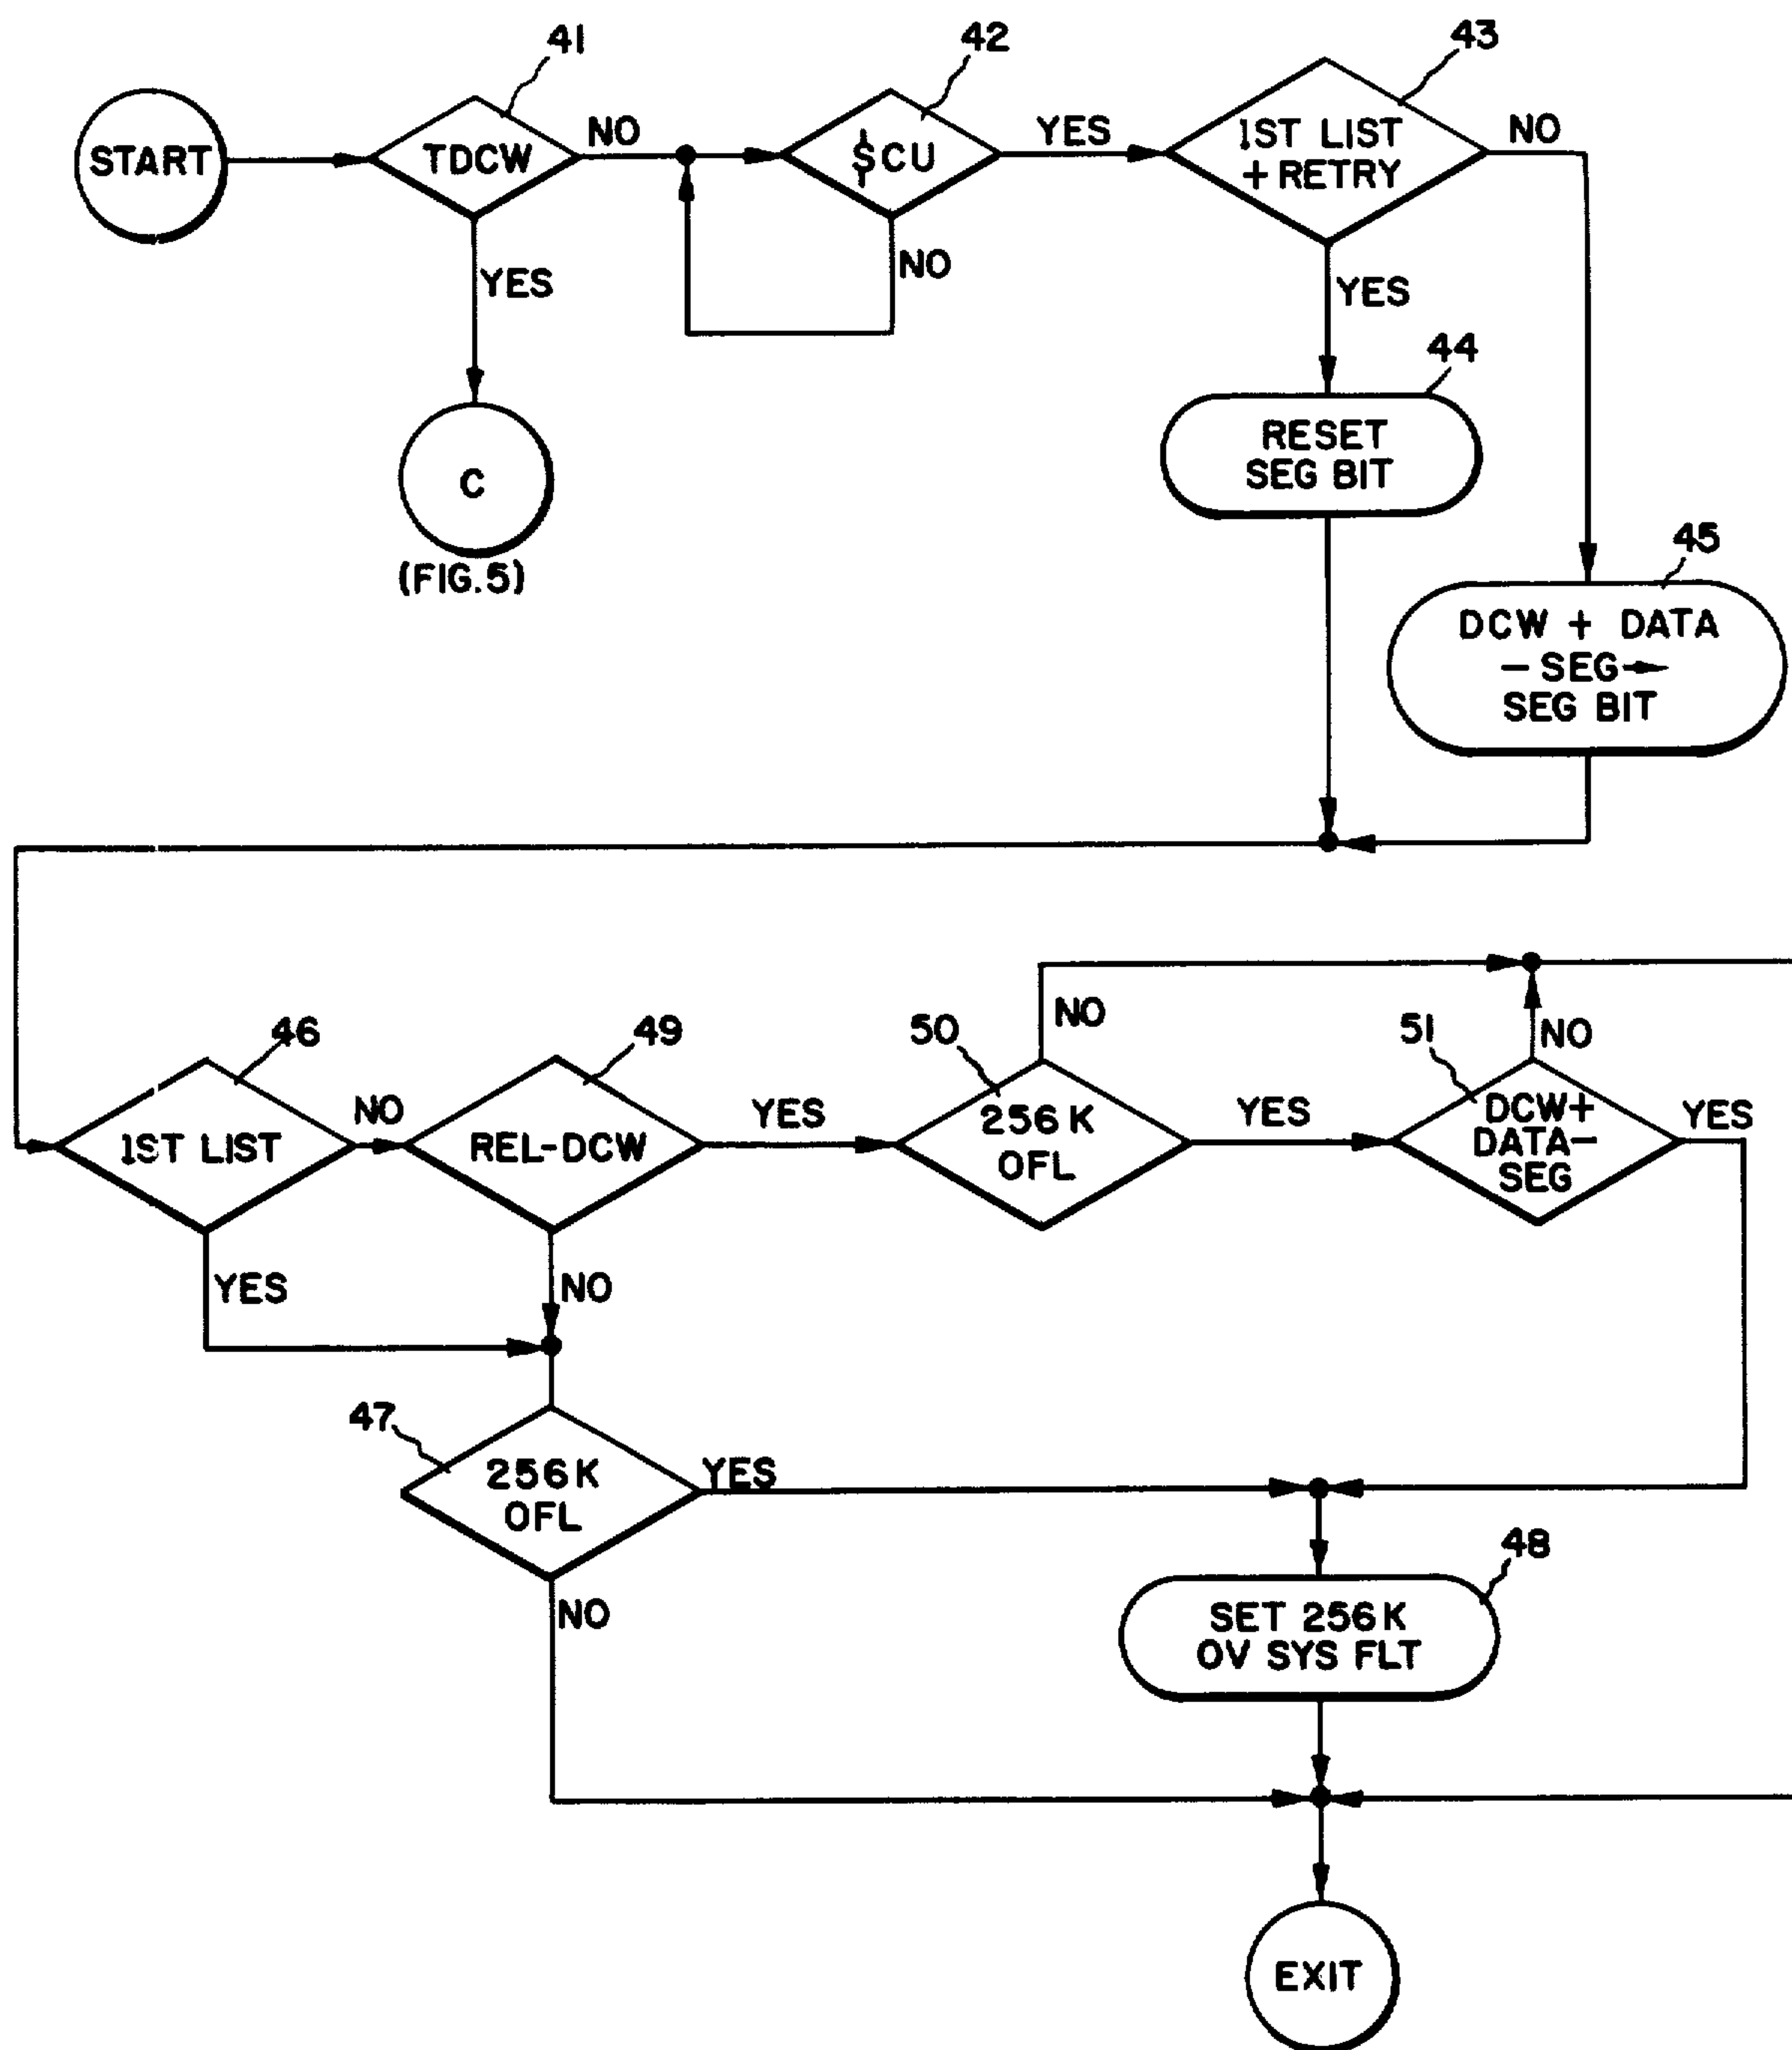 41
42
43
START
TDCW
NO
$CU
YES
1ST LIST
+ RETRY
NO
YES
NO
YES
C
(FIG. 5)
44
RESET
SEG BIT
45
DCW + DATA
- SEG →
SEG BIT
46
49
50
51
NO
NO
1ST LIST
NO
REL-DCW
YES
256 K
OFL
YES
DCW+
DATA-
SEG
YES
YES
NO
47
256 K
OFL
YES
NO
48
SET 256 K
OV SYS FLT
EXIT